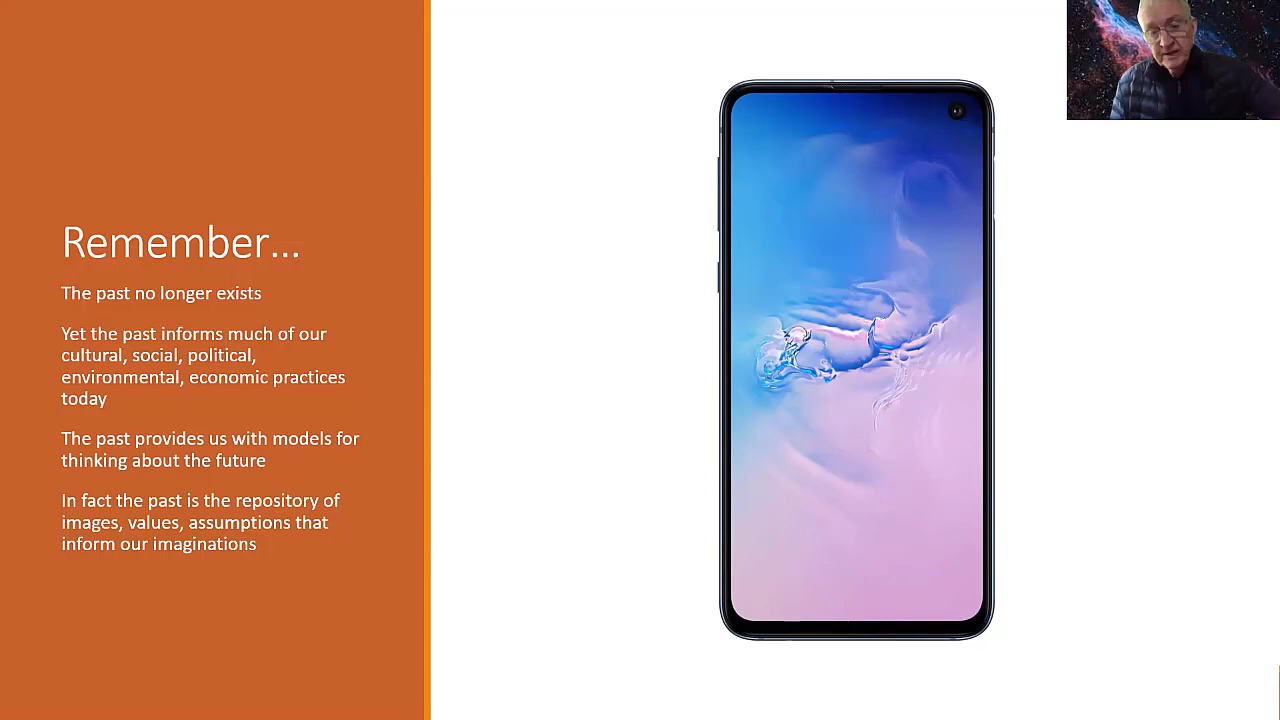 Remember...
The past no longer exists
Yet the past informs much of our
cultural, social, political,
environmental, economic practices
today
The past provides us with models for
thinking about the future
In fact the past is the repository of
images, values, assumptions that
inform our imaginations